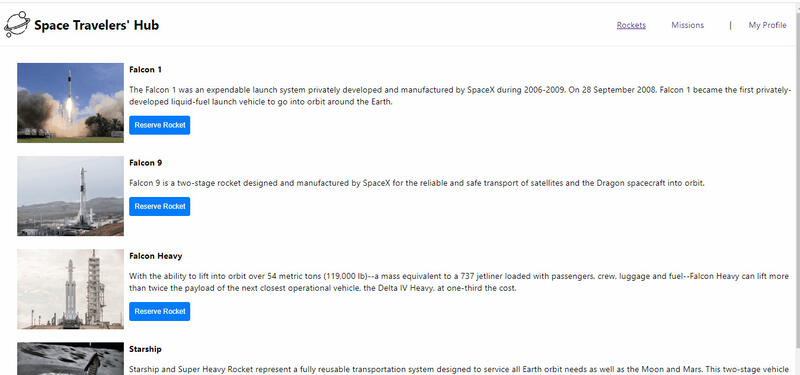 Space Travelers' Hub
Rockets
Missions
|
My Profile
Falcon 1
The Falcon 1 was an expendable launch system privately developed and manufactured by SpaceX during 2006-2009. On 28 September 2008, Falcon 1 became the first privately-
developed liquid-fuel launch vehicle to go into orbit around the Earth.
Reserve Rocket
Falcon 9
Falcon 9 is a two-stage rocket designed and manufactured by SpaceX for the reliable and safe transport of satellites and the Dragon spacecraft into orbit.
Reserve Rocket
Falcon Heavy
With the ability to lift into orbit over 54 metric tons (119,000 lb)--a mass equivalent to a 737 jetliner loaded with passengers, crew, luggage and fuel--Falcon Heavy can lift more
than twice the payload of the next closest operational vehicle, the Delta IV Heavy, at one-third the cost.
Reserve Rocket
Starship
Starship and Super Heavy Rocket represent a fully reusable transportation system designed to service all Earth orbit needs as well as the Moon and Mars. This two-stage vehicle